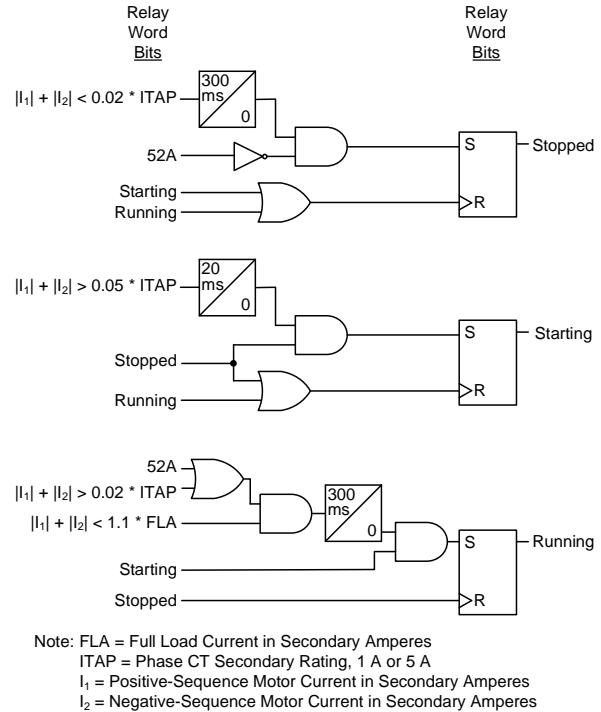 Relay Word Bits
Relay Word Bits
|I₁| + |I₂| < 0.02 * ITAP
300 ms
0
52A
S
Stopped
Starting
Running
R
|I₁| + |I₂| > 0.05 * ITAP
20 ms
0
S
Starting
Stopped
Running
R
52A
|I₁| + |I₂| > 0.02 * ITAP
|I₁| + |I₂| < 1.1 * FLA
300 ms
0
S
Running
Starting
Stopped
R
Note: FLA = Full Load Current in Secondary Amperes
ITAP = Phase CT Secondary Rating, 1 A or 5 A
I₁ = Positive-Sequence Motor Current in Secondary Amperes
I₂ = Negative-Sequence Motor Current in Secondary Amperes